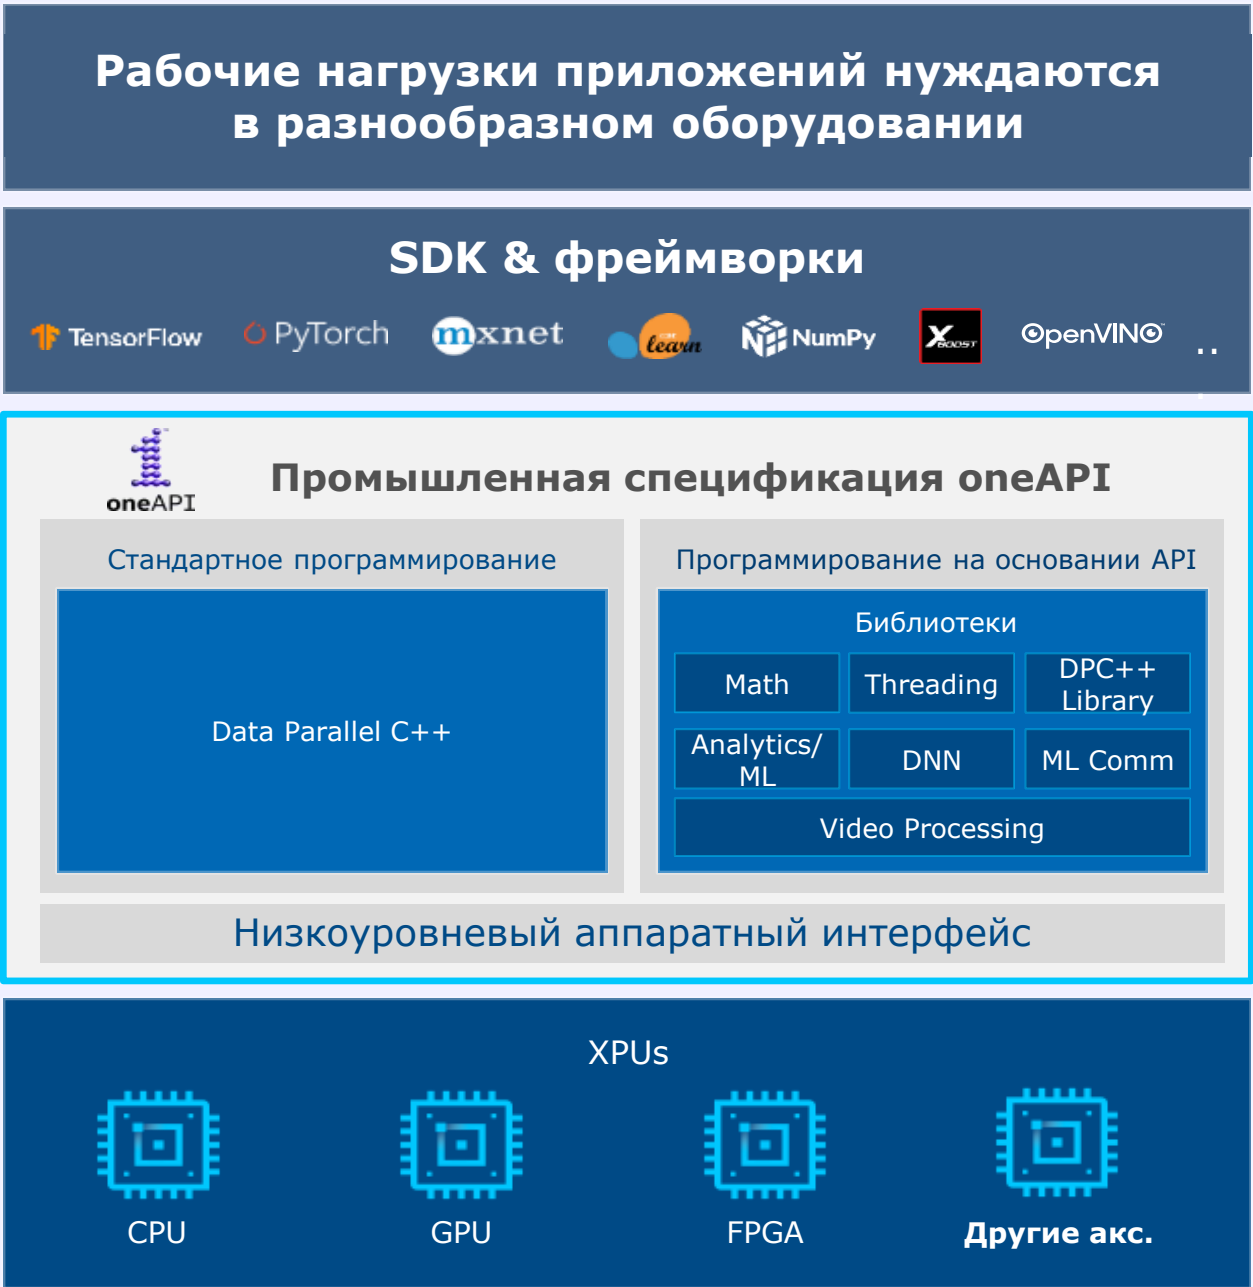 Рабочие нагрузки приложений нуждаются
в разнообразном оборудовании
SDK & фреймворки
TensorFlow
PyTorch
mxnet
learn
NumPy
XBOOST
OpenVINO
...
oneAPI
Промышленная спецификация oneAPI
Стандартное программирование
Data Parallel C++
Программирование на основании API
Библиотеки
Math
Threading
DPC++
Library
Analytics/
ML
DNN
ML Comm
Video Processing
Низкоуровневый аппаратный интерфейс
XPUs
CPU
GPU
FPGA
Другие акс.